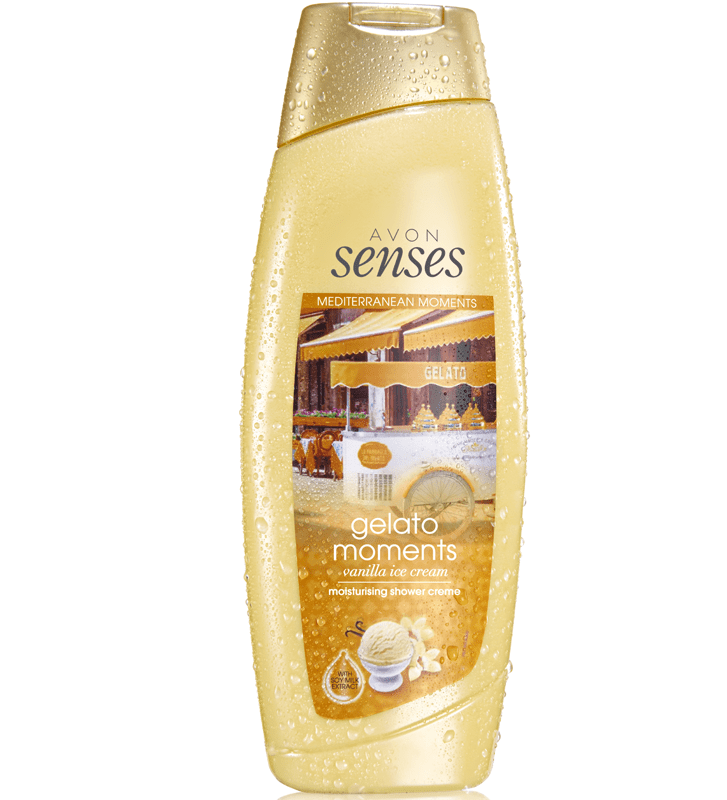 AVON
senses
MEDITERRANEAN MOMENTS
GELATO
gelato
moments
vanilla ice cream
moisturising shower creme
WITH
SOY MILK
EXTRACT